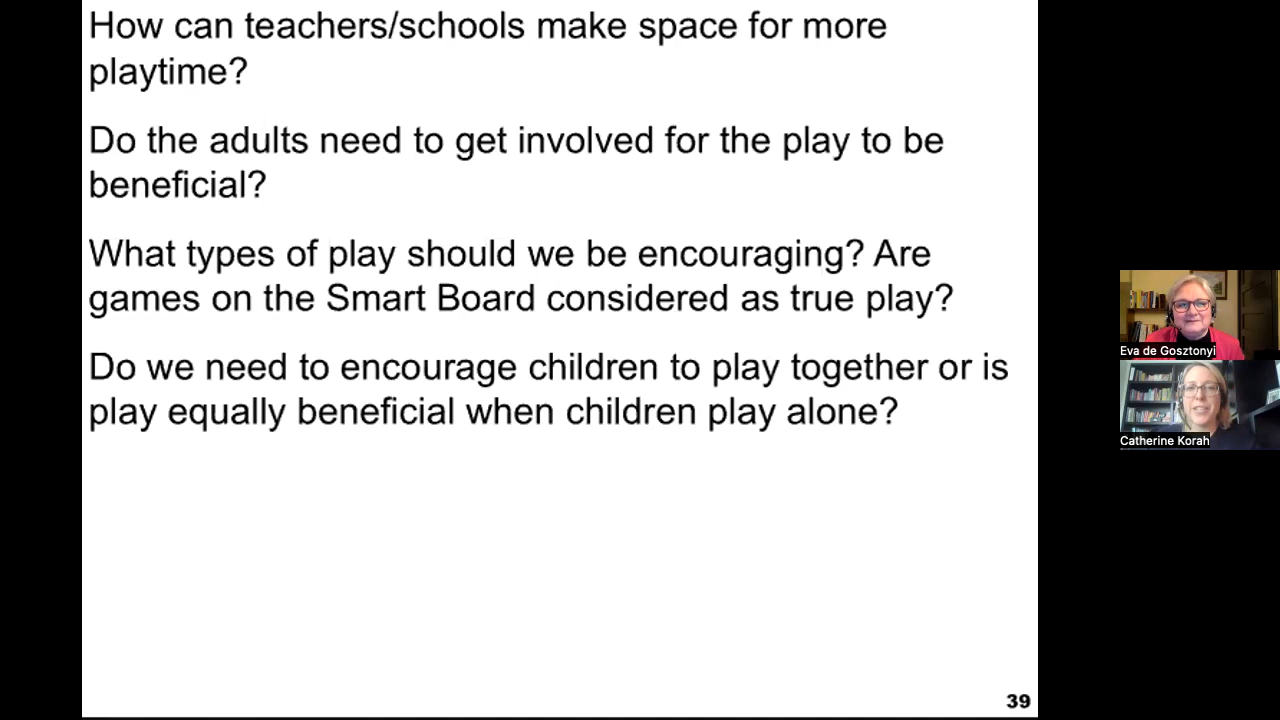 How can teachers/schools make space for more
playtime?
Do the adults need to get involved for the play to be
beneficial?
What types of play should we be encouraging? Are
games on the Smart Board considered as true play?
Do we need to encourage children to play together or is
play equally beneficial when children play alone?
Eva de Gosztonyi
Catherine Korah
39